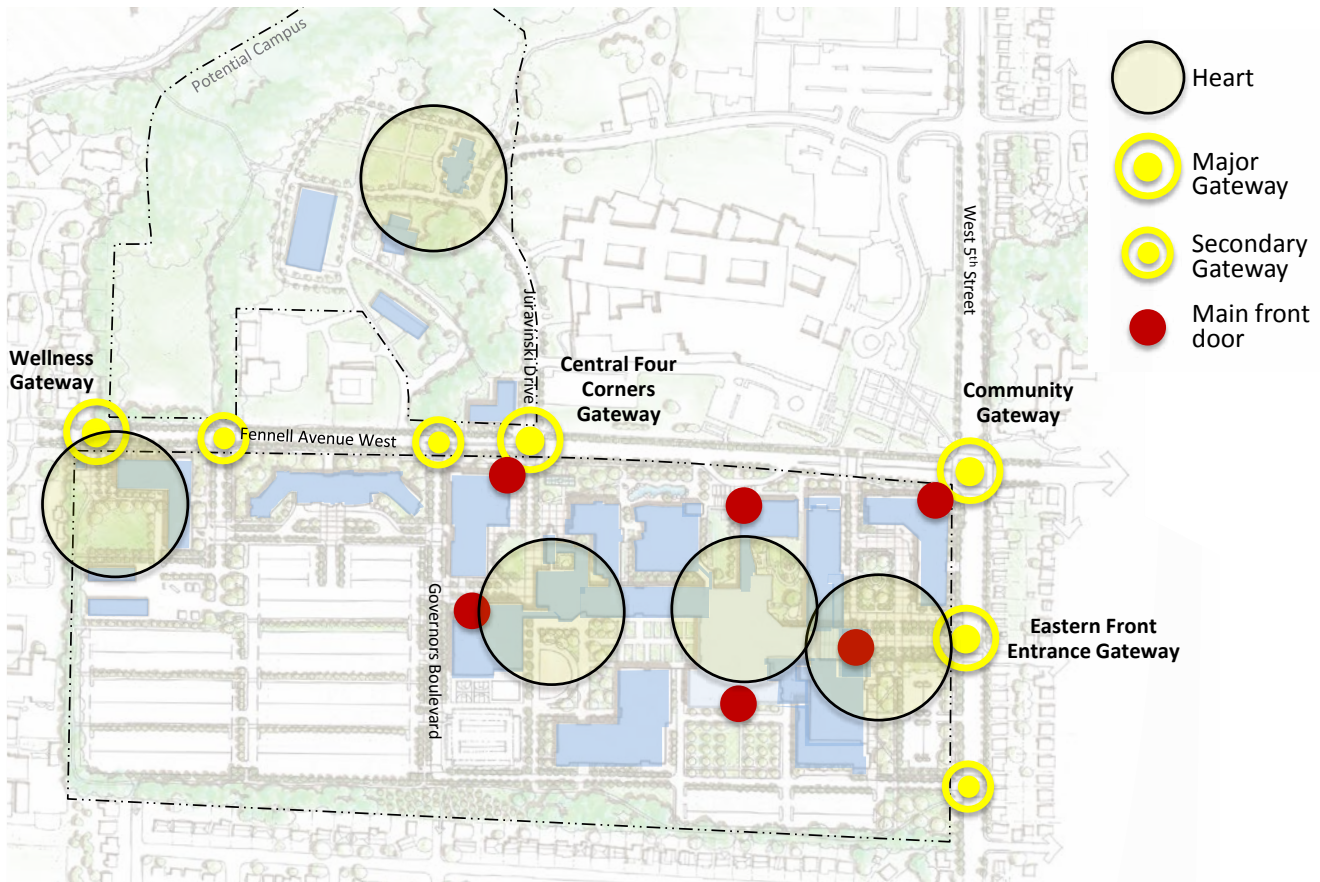 Potential Campus
Heart
Major
Gateway
Secondary
Gateway
Main front
door
West 5th Street
Juravinski Drive
Wellness
Gateway
Central Four
Corners
Gateway
Community
Gateway
Fennell Avenue West
Governors Boulevard
Eastern Front
Entrance Gateway